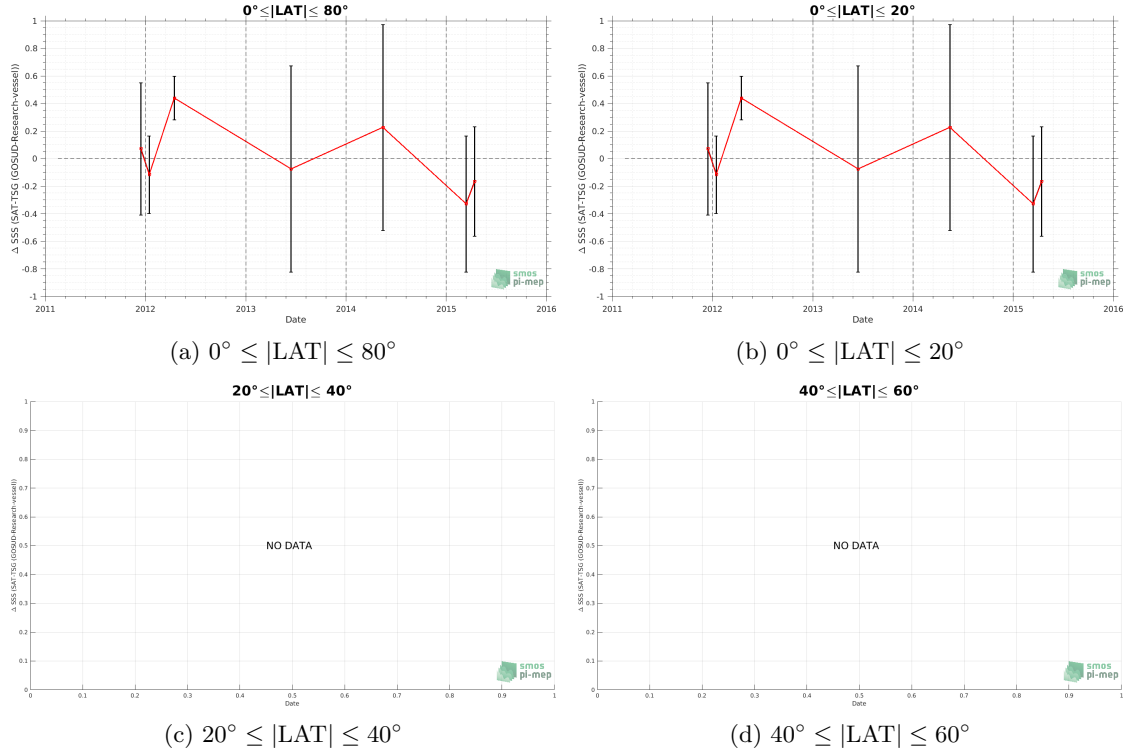 0°≤|LAT|≤ 80°
1
0.8
0.6
0.4
0.2
0
-0.2
-0.4
-0.6
-0.8
-1
Δ SSS (SAT-TSG (GOSUD-Research-vessel))
2011 2012 2013 2014 2015 2016
Date
smos
pi-mep
(a) 0° ≤ |LAT| ≤ 80°
0°≤|LAT|≤ 20°
1
0.8
0.6
0.4
0.2
0
-0.2
-0.4
-0.6
-0.8
-1
Δ SSS (SAT-TSG (GOSUD-Research-vessel))
2011 2012 2013 2014 2015 2016
Date
smos
pi-mep
(b) 0° ≤ |LAT| ≤ 20°
20°≤|LAT|≤ 40°
1
0.9
0.8
0.7
0.6
0.5
0.4
0.3
0.2
0.1
0
Δ SSS (SAT-TSG (GOSUD-Research-vessel))
NO DATA
0 0.1 0.2 0.3 0.4 0.5 0.6 0.7 0.8 0.9 1
Date
smos
pi-mep
(c) 20° ≤ |LAT| ≤ 40°
40°≤|LAT|≤ 60°
1
0.9
0.8
0.7
0.6
0.5
0.4
0.3
0.2
0.1
0
Δ SSS (SAT-TSG (GOSUD-Research-vessel))
NO DATA
0 0.1 0.2 0.3 0.4 0.5 0.6 0.7 0.8 0.9 1
Date
smos
pi-mep
(d) 40° ≤ |LAT| ≤ 60°